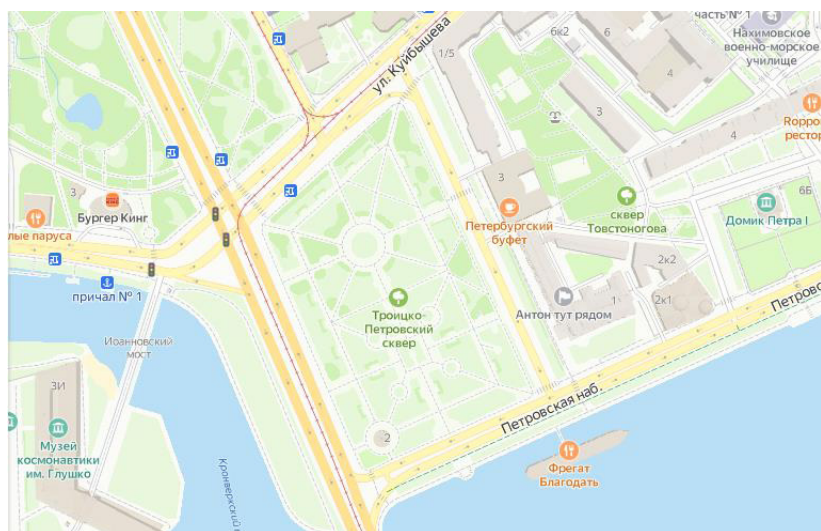 часть № 1
Нахимовское
военно-морское
училище
6к2
6
ул. Куйбышева
1/5
4
3
Роррo
рестор
4
3
Бургер Кинг
лые паруса
3
Петербургский
буфет
сквер
Товстоногова
6Б
Домик Петра I
2к2
2к1
Петровс
причал № 1
Троицко-
Петровский
сквер
1
Антон тут рядом
Иоанновский
мост
3И
Музей
космонавтики
им. Глушко
2
Петровская наб.
Фрегат
Благодать
Кронверкский